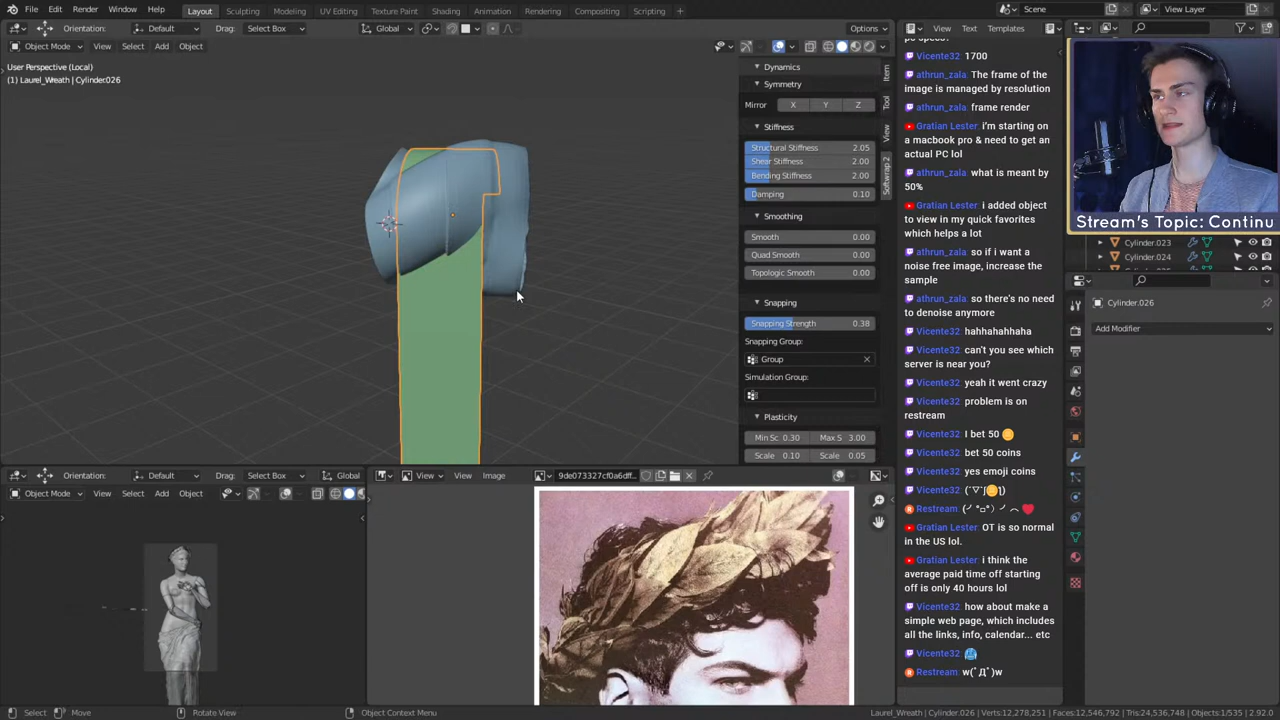 File Edit Render Window Help Layout Sculpting Modeling UV Editing Texture Paint Shading Animation Rendering Compositing Scripting + Scene View Layer
Orientation: Default Drag: Select Box Global Options View Text Templates
Object Mode View Select Add Object
User Perspective (Local)
(1) Laurel_Wreath | Cylinder.026
Dynamics
Symmetry
Mirror X Y Z
Stiffness
Structural Stiffness 2.05
Shear Stiffness 2.00
Bending Stiffness 2.00
Damping 0.10
Smoothing
Smooth 0.00
Quad Smooth 0.00
Topologic Smooth 0.00
Snapping
Snapping Strength 0.38
Snapping Group:
Group
Simulation Group:
Plasticity
Min Sc 0.30 Max S 3.00
Scale 0.10 Scale 0.05
Item
Tool
View
Softwrap 2
Vicente32: 1700
athrun_zala: The frame of the
image is managed by resolution
athrun_zala: frame render
Gratian Lester: i'm starting on
a macbook pro & need to get an
actual PC lol
athrun_zala: what is meant by
50%
Gratian Lester: i added object
to view in my quick favorites
which helps a lot
athrun_zala: so if i want a
noise free image, increase the
sample
athrun_zala: so there's no need
to denoise anymore
Vicente32: hahhahahhaha
Vicente32: can't you see which
server is near you?
Vicente32: yeah it went crazy
Vicente32: problem is on
restream
Vicente32: I bet 50
Vicente32: bet 50 coins
Vicente32: yes emoji coins
Vicente32:
Restream:
Gratian Lester: OT is so normal
in the US lol.
Gratian Lester: i think the
average paid time off starting
off is only 40 hours lol
Vicente32: how about make a
simple web page, which includes
all the links, info, calendar... etc
Vicente32:
Restream: w(ﾟДﾟ)w
Stream's Topic: Continu
Cylinder.023
Cylinder.026
Add Modifier
Orientation: Default Drag: Select Box Global
Object Mode View Select Add Object
View View Image 9de073327cf0a6dff...
Select Move Rotate View Object Context Menu
Laurel_Wreath | Cylinder.026 Verts:12,278,251 | Faces:12,546,792 | Tris:24,536,748 | Objects:1/535 | 2.92.0